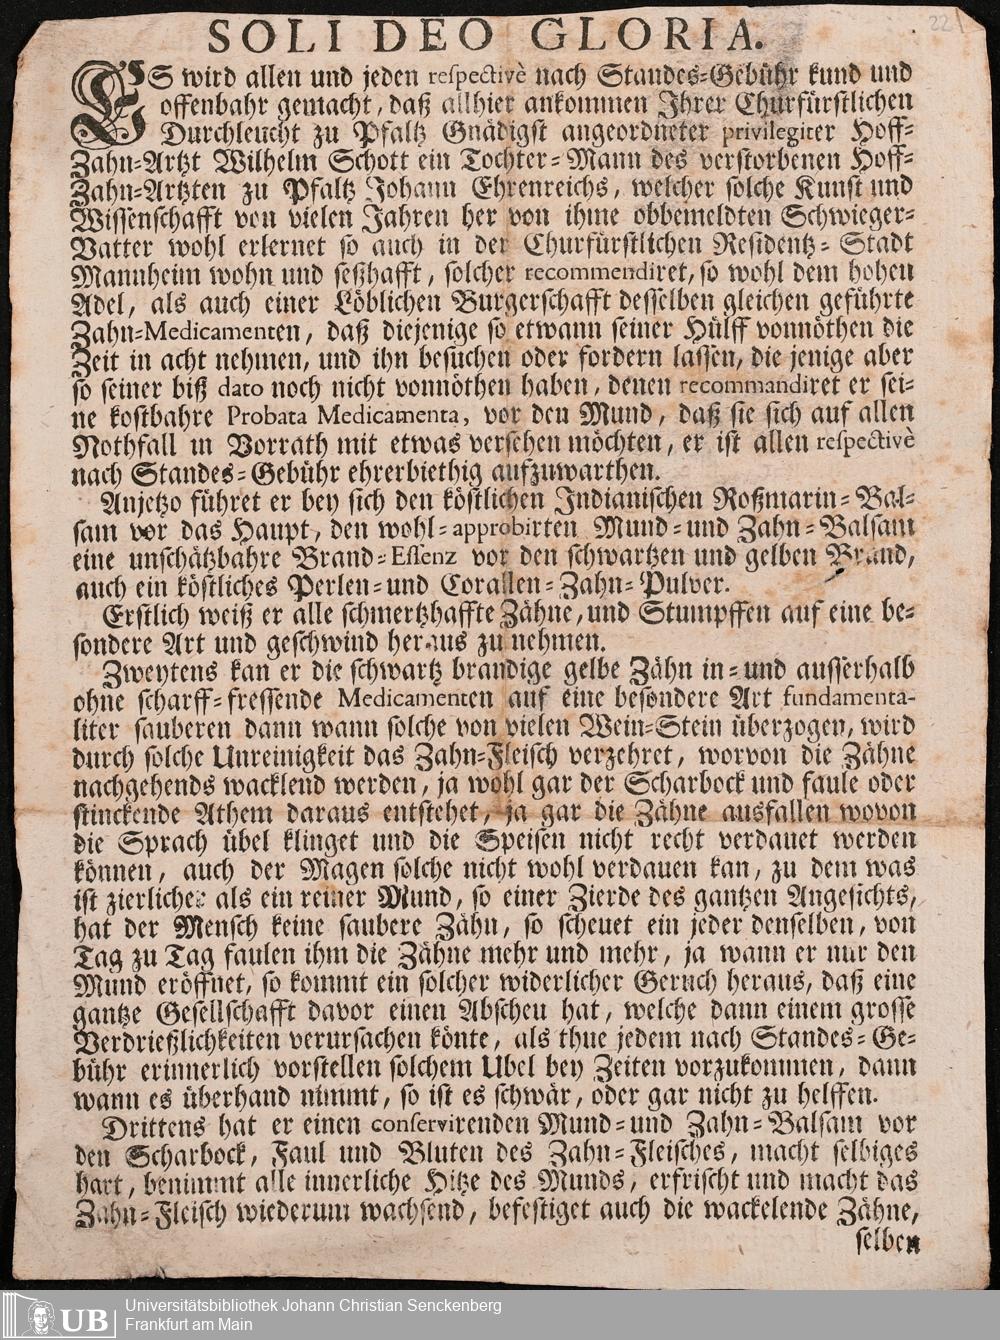 SOLI DEO GLORIA.
22
ES wird allen und jeden respectivè nach Standes-Gebühr kund und
offenbahr gemacht, daß allhier ankommen Ihrer Churfürstlichen
Durchleucht zu Pfaltz Gnädigst angeordneter privilegirter Hoff-
Zahn-Artzt Wilhelm Schott ein Tochter-Mann des verstorbenen Hoff-
Zahn-Artzten zu Pfaltz Johann Ehrenreichs, welcher solche Kunst und
Wissenschafft von vielen Jahren her von ihme obbemeldten Schwieger-
Vatter wohl erlernet so auch in der Churfürstlichen Residentz-Stadt
Mannheim wohn und seßhafft, solcher recommendiret, so wohl dem hohen
Adel, als auch einer Löblichen Burgerschafft desselben gleichen geführte
Zahn-Medicamenten, daß diejenige so etwann seiner Hülff vonnöthen die
Zeit in acht nehmen, und ihn besuchen oder fordern lassen, die jenige aber
so seiner biß dato noch nicht vonnöthen haben, denen recommandiret er sei-
ne kostbahre Probata Medicamenta, vor den Mund, daß sie sich auf allen
Nothfall in Vorrath mit etwas versehen möchten, er ist allen respectivè
nach Standes-Gebühr ehrerbiethig aufzuwarthen.
Anjetzo führet er bey sich den köstlichen Indianischen Roßmarin-Bal-
sam vor das Haupt, den wohl-approbirten Mund-und Zahn-Balsam
eine unschätzbahre Brand-Essenz vor den schwartzen und gelben Brand,
auch ein köstliches Perlen-und Corallen-Zahn-Pulver.
Erstlich weiß er alle schmertzhaffte Zähne, und Stumpffen auf eine be-
sondere Art und geschwind heraus zu nehmen.
Zweytens kan er die schwartz brandige gelbe Zähn in-und ausserhalb
ohne scharff-fressende Medicamenten auf eine besondere Art fundamenta-
liter sauberen dann wann solche von vielen Wein-Stein überzogen, wird
durch solche Unreinigkeit das Zahn-Fleisch verzehret, worvon die Zähne
nachgehends wacklend werden, ja wohl gar der Scharbock und faule oder
stinckende Athem daraus entstehet, ja gar die Zähne ausfallen wovon
die Sprach übel klinget und die Speisen nicht recht verdauet werden
können, auch der Magen solche nicht wohl verdauen kan, zu dem was
ist zierlicher als ein reiner Mund, so einer Zierde des gantzen Angesichts,
hat der Mensch keine saubere Zähn, so scheuet ein jeder denselben, von
Tag zu Tag faulen ihm die Zähne mehr und mehr, ja wann er nur den
Mund eröffnet, so kommt ein solcher widerlicher Geruch heraus, daß eine
gantze Gesellschafft davor einen Abscheu hat, welche dann einem grosse
Verdrießlichkeiten verursachen könte, als thue jedem nach Standes-Ge-
bühr erinnerlich vorstellen solchem Ubel bey Zeiten vorzukommen, dann
wann es überhand nimmt, so ist es schwär, oder gar nicht zu helffen.
Drittens hat er einen conservirenden Mund-und Zahn-Balsam vor
den Scharbock, Faul und Bluten des Zahn-Fleisches, macht selbiges
hart, benimmt alle innerliche Hitze des Munds, erfrischt und macht das
Zahn-Fleisch wiederum wachsend, befestiget auch die wackelende Zähne,
selben
UB
Universitätsbibliothek Johann Christian Senckenberg
Frankfurt am Main